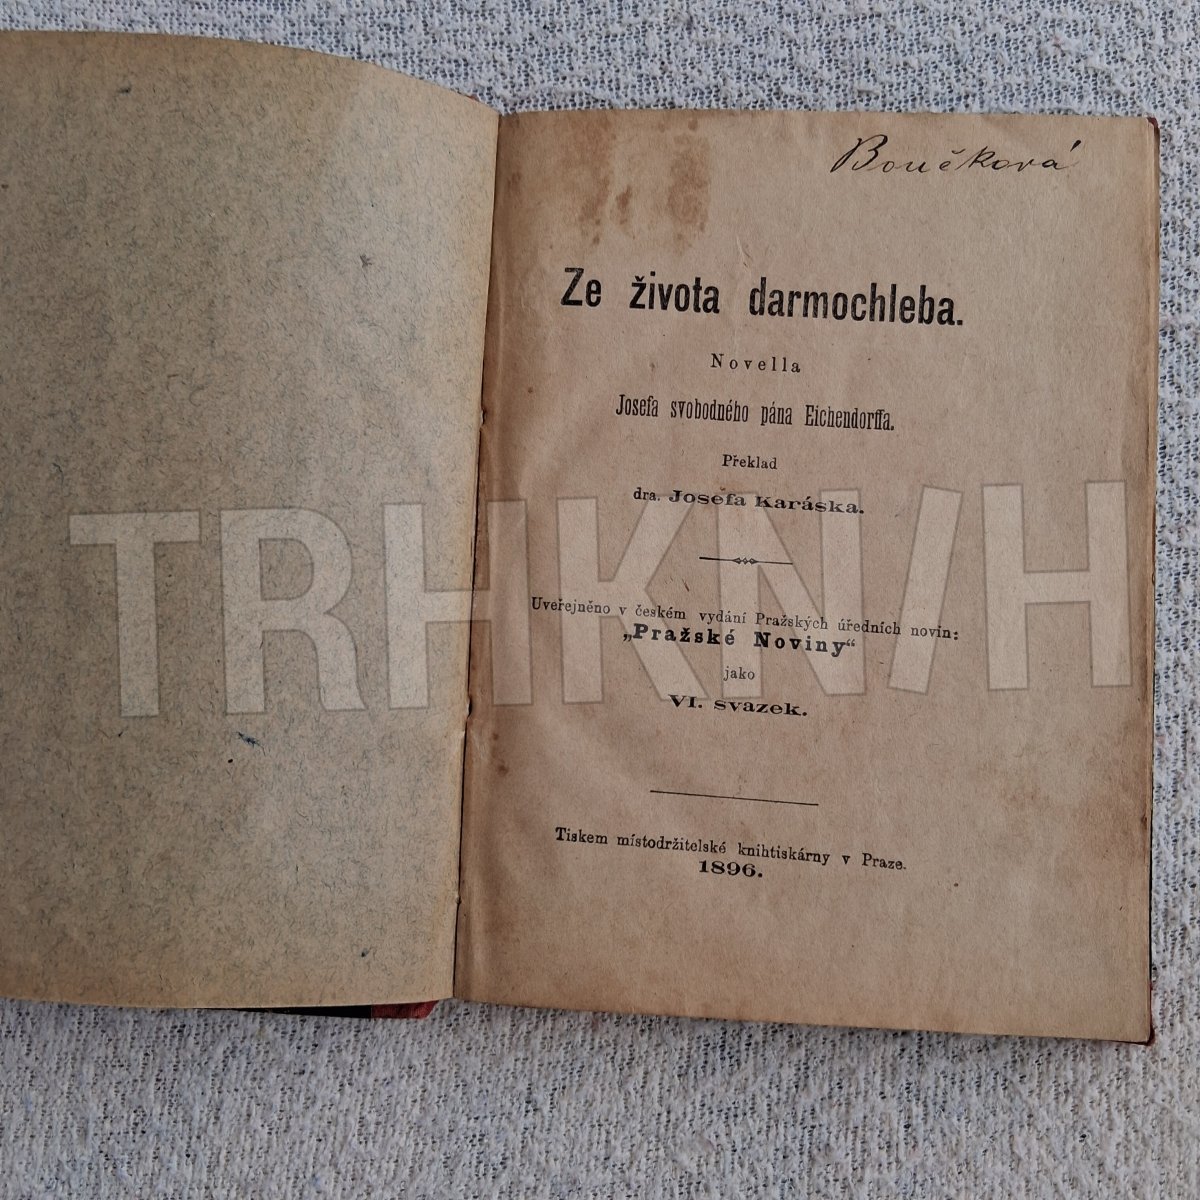 Boučková
Ze života darmochleba.
Novella
Josefa svobodného pána Eichendorffa.
Překlad
dra. Josefa Karáska.
Uveřejněno v českém vydání Pražských úředních novin:
„Pražské Noviny“
jako
VI. svazek.
Tiskem místodržitelské knihtiskárny v Praze.
1896.
TRHKN/H